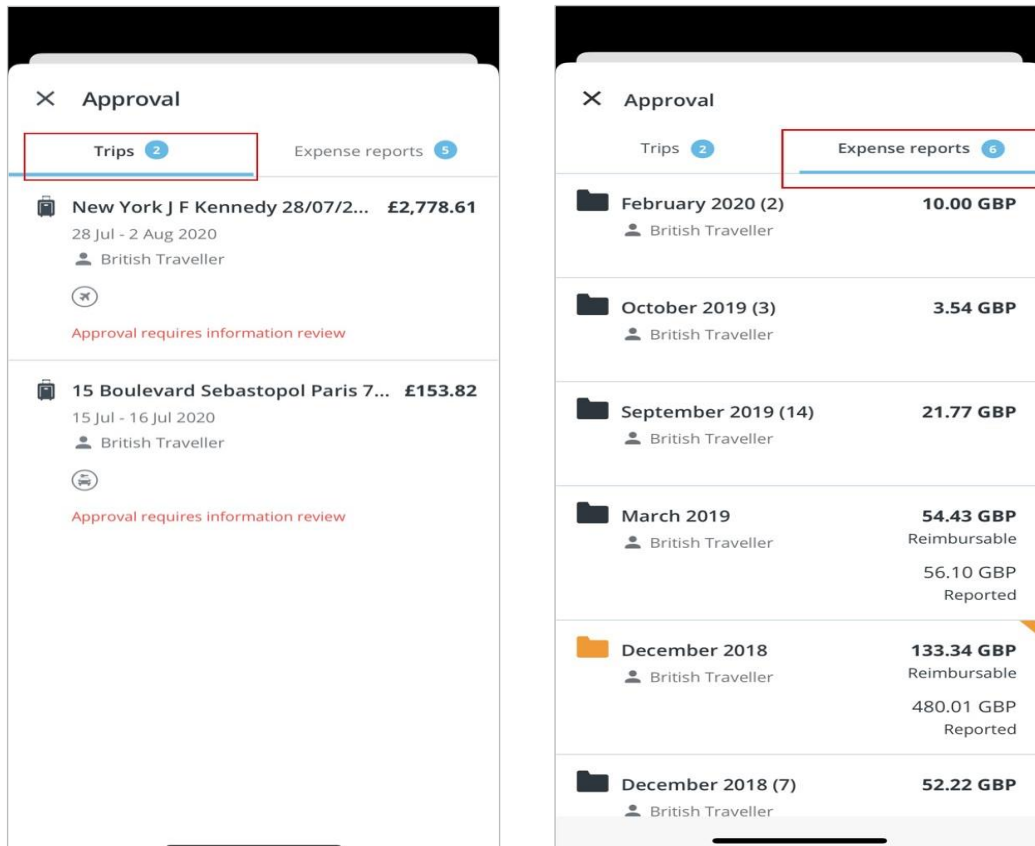 Approval
Trips 2
Expense reports 5
New York J F Kennedy 28/07/2... £2,778.61
28 Jul - 2 Aug 2020
British Traveller
Approval requires information review
15 Boulevard Sebastopol Paris 7... £153.82
15 Jul - 16 Jul 2020
British Traveller
Approval requires information review
Approval
Trips 2
Expense reports 6
February 2020 (2) 10.00 GBP
British Traveller
October 2019 (3) 3.54 GBP
British Traveller
September 2019 (14) 21.77 GBP
British Traveller
March 2019 54.43 GBP
British Traveller Reimbursable
56.10 GBP
Reported
December 2018 133.34 GBP
British Traveller Reimbursable
480.01 GBP
Reported
December 2018 (7) 52.22 GBP
British Traveller